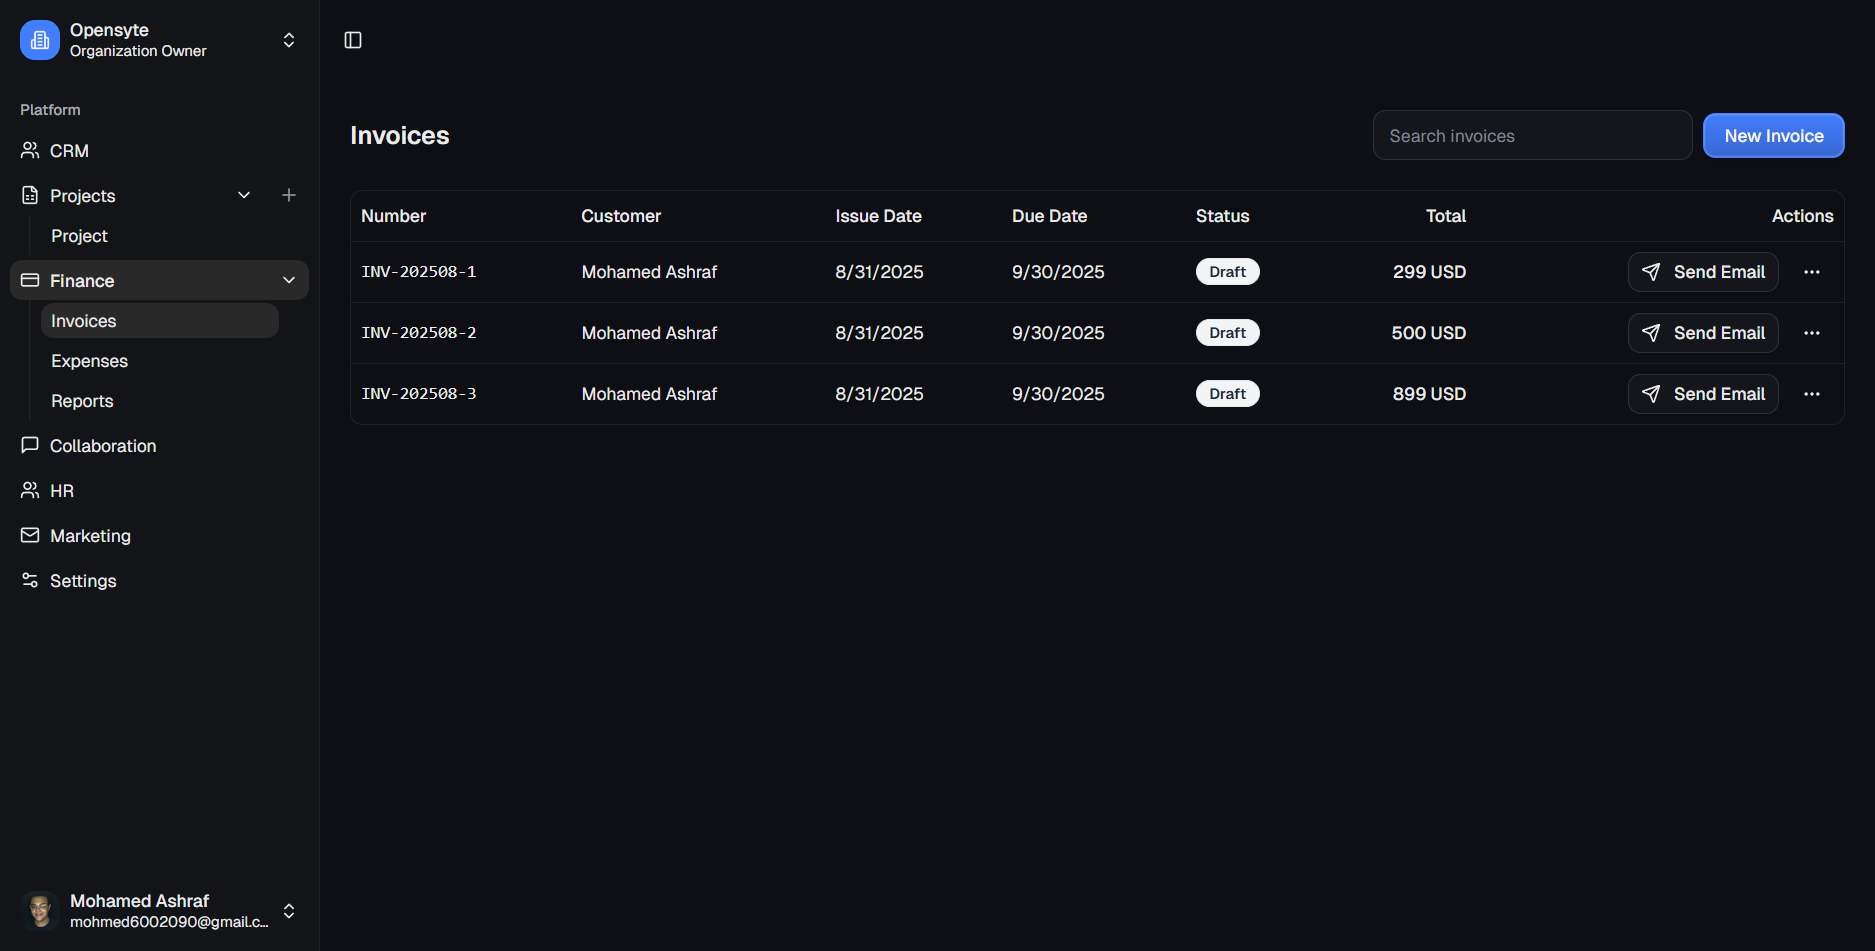 Opensyte
Organization Owner
Platform
CRM
Projects
Project
Finance
Invoices
Expenses
Reports
Collaboration
HR
Marketing
Settings
Mohamed Ashraf
mohmed6002090@gmail.c...
Invoices
Search invoices
New Invoice
Number Customer Issue Date Due Date Status Total Actions
INV-202508-1 Mohamed Ashraf 8/31/2025 9/30/2025 Draft 299 USD Send Email
INV-202508-2 Mohamed Ashraf 8/31/2025 9/30/2025 Draft 500 USD Send Email
INV-202508-3 Mohamed Ashraf 8/31/2025 9/30/2025 Draft 899 USD Send Email